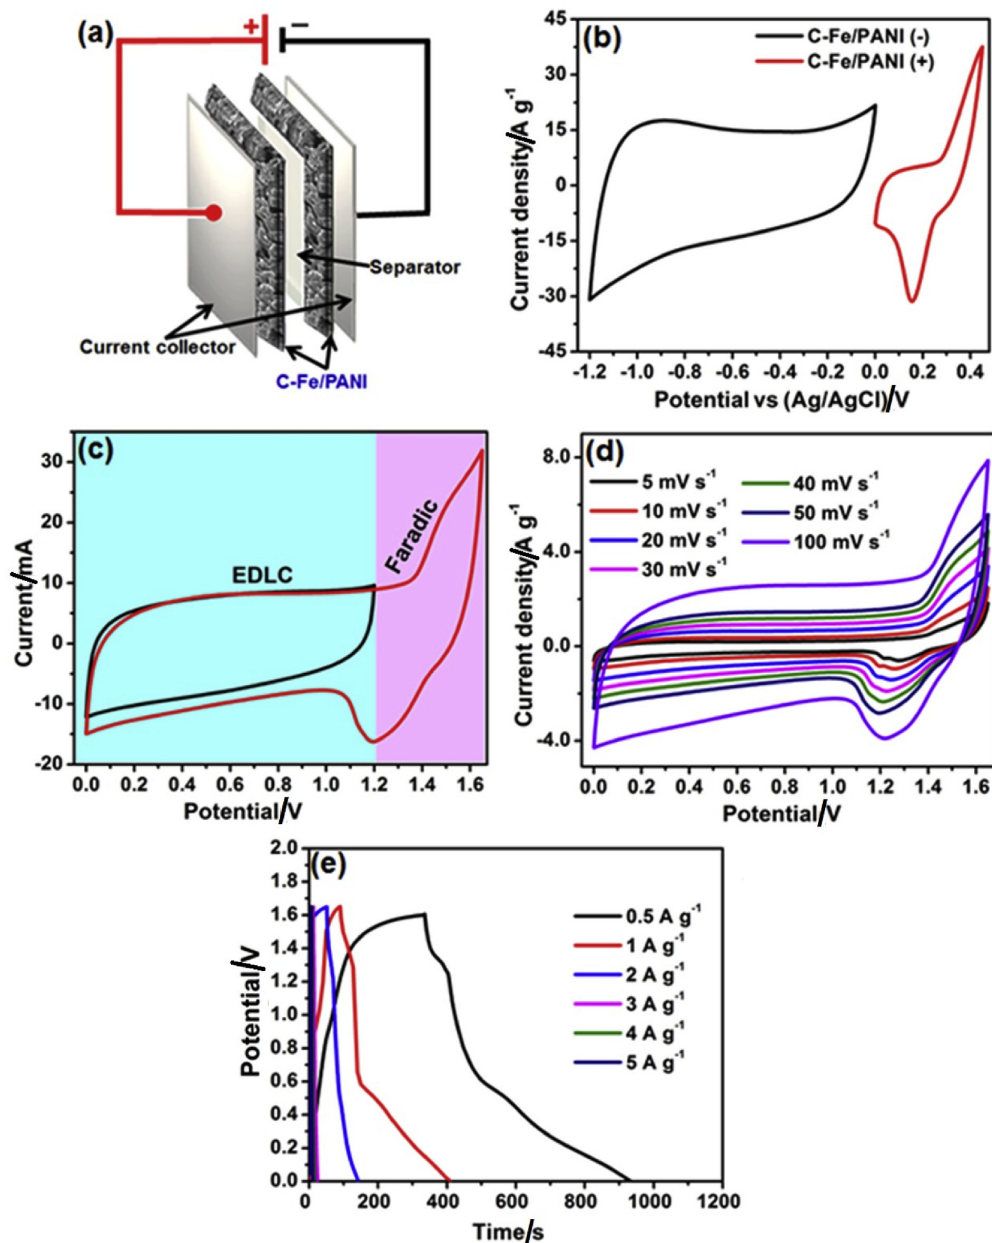 (a)
+ −
Separator
Current collector
C-Fe/PANI
(b)
C-Fe/PANI (-)
C-Fe/PANI (+)
Current density/A g⁻¹
45
30
15
0
-15
-30
-45
-1.2 -1.0 -0.8 -0.6 -0.4 -0.2 0.0 0.2 0.4
Potential vs (Ag/AgCl)/V
(c)
EDLC
Faradic
Current/mA
30
20
10
0
-10
-20
0.0 0.2 0.4 0.6 0.8 1.0 1.2 1.4 1.6
Potential/V
(d)
5 mV s⁻¹
10 mV s⁻¹
20 mV s⁻¹
30 mV s⁻¹
40 mV s⁻¹
50 mV s⁻¹
100 mV s⁻¹
Current density/A g⁻¹
8.0
4.0
0.0
-4.0
0.0 0.2 0.4 0.6 0.8 1.0 1.2 1.4 1.6
Potential/V
(e)
0.5 A g⁻¹
1 A g⁻¹
2 A g⁻¹
3 A g⁻¹
4 A g⁻¹
5 A g⁻¹
Potential/V
2.0
1.8
1.6
1.4
1.2
1.0
0.8
0.6
0.4
0.2
0.0
0 200 400 600 800 1000 1200
Time/s